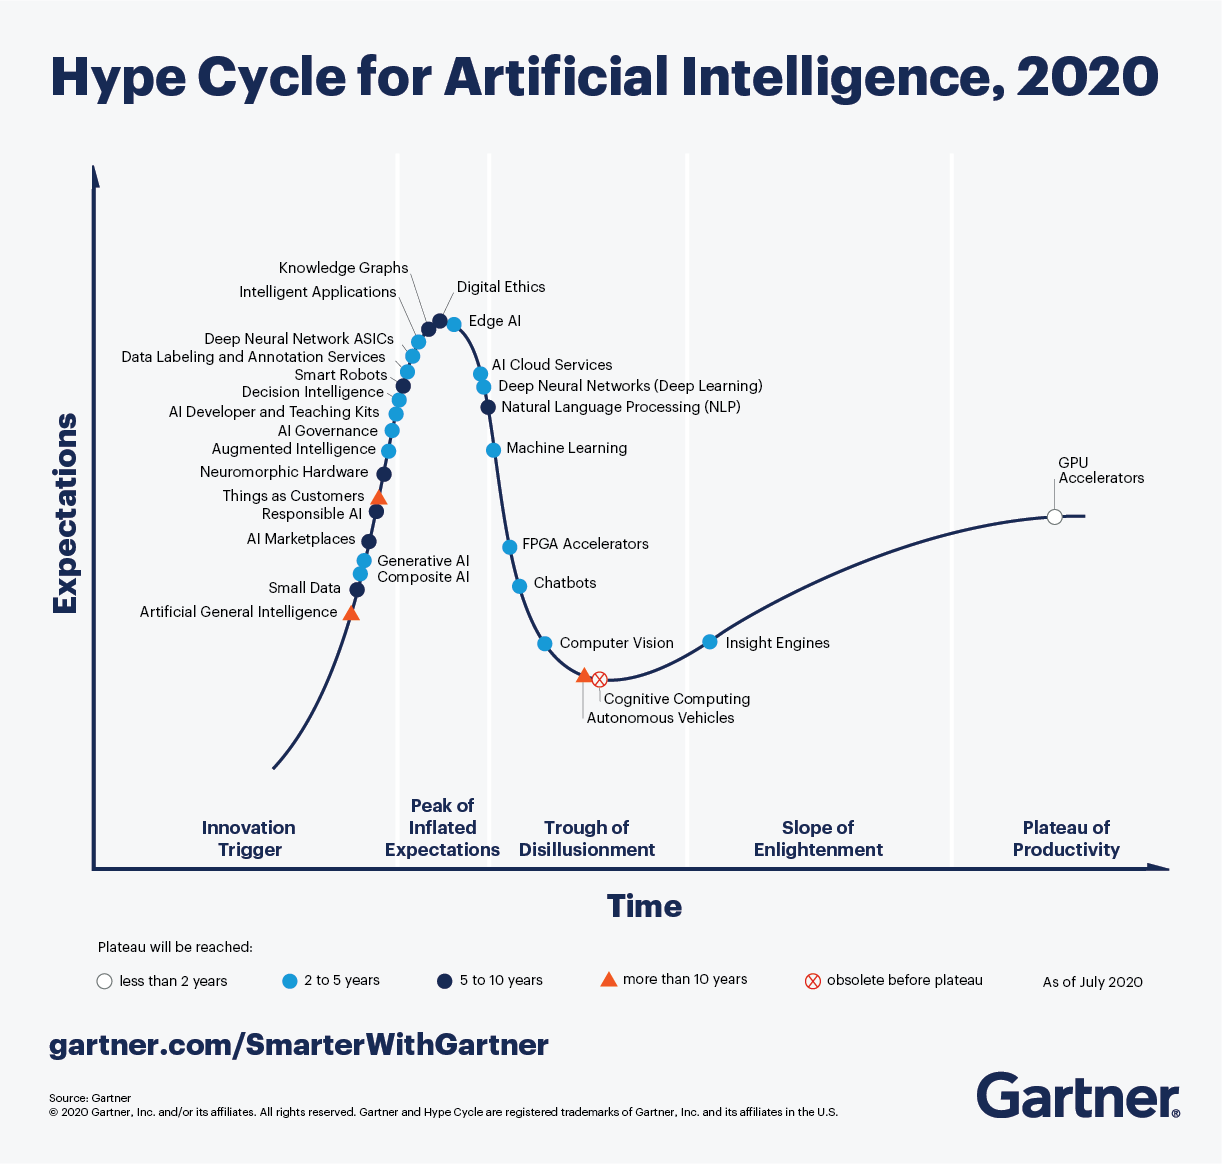 Hype Cycle for Artificial Intelligence, 2020
Expectations
Knowledge Graphs
Intelligent Applications
Deep Neural Network ASICs
Data Labeling and Annotation Services
Smart Robots
Decision Intelligence
AI Developer and Teaching Kits
AI Governance
Augmented Intelligence
Neuromorphic Hardware
Things as Customers
Responsible AI
AI Marketplaces
Generative AI
Composite AI
Small Data
Artificial General Intelligence
Digital Ethics
Edge AI
AI Cloud Services
Deep Neural Networks (Deep Learning)
Natural Language Processing (NLP)
Machine Learning
FPGA Accelerators
Chatbots
Computer Vision
Cognitive Computing
Autonomous Vehicles
Insight Engines
GPU
Accelerators
Innovation
Trigger
Peak of
Inflated
Expectations
Trough of
Disillusionment
Slope of
Enlightenment
Plateau of
Productivity
Time
Plateau will be reached:
less than 2 years
2 to 5 years
5 to 10 years
more than 10 years
obsolete before plateau
As of July 2020
gartner.com/SmarterWithGartner
Source: Gartner
© 2020 Gartner, Inc. and/or its affiliates. All rights reserved. Gartner and Hype Cycle are registered trademarks of Gartner, Inc. and its affiliates in the U.S.
Gartner®